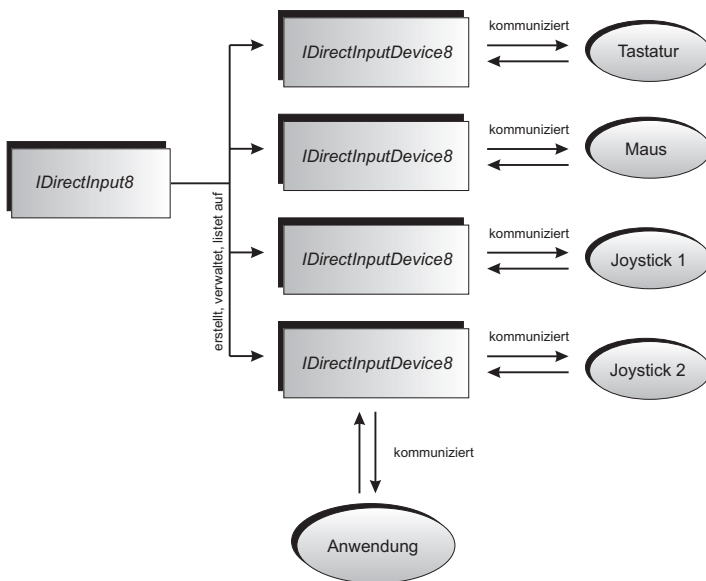 kommuniziert
IDirectInputDevice8
Tastatur
kommuniziert
IDirectInputDevice8
Maus
IDirectInput8
erstellt, verwaltet, listet auf
kommuniziert
IDirectInputDevice8
Joystick 1
kommuniziert
IDirectInputDevice8
Joystick 2
kommuniziert
Anwendung